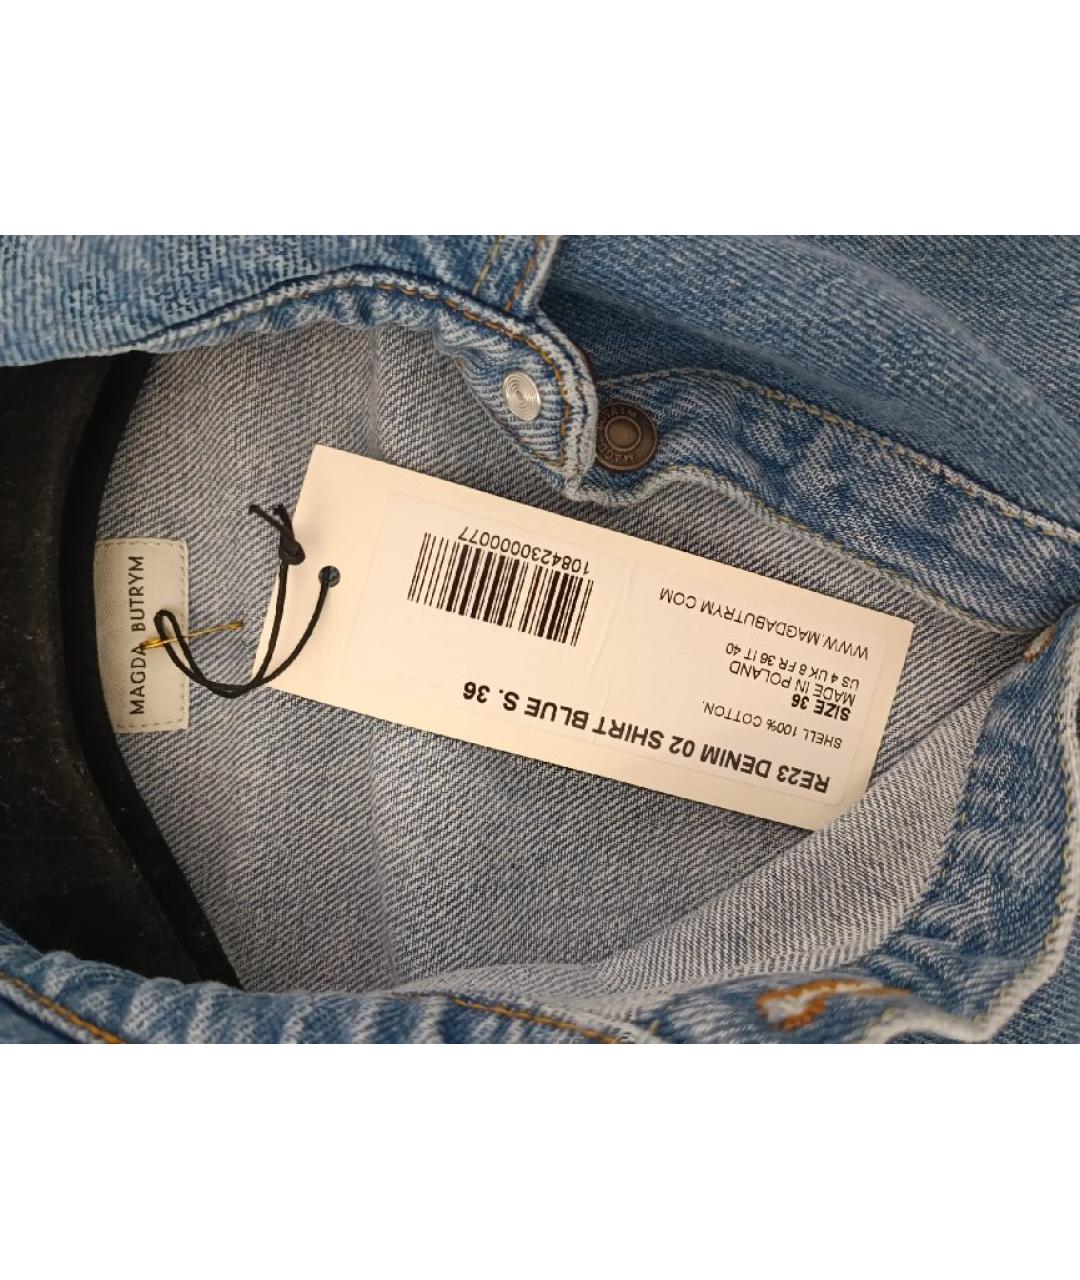 MAGDA BUTRYM
RE23 DENIM 02 SHIRT BLUE S. 36
SHELL 100% COTTON.
SIZE 36
MADE IN POLAND
US 4 UK 8 FR 36 IT 40
WWW.MAGDABUTRYM.COM
1084230000077